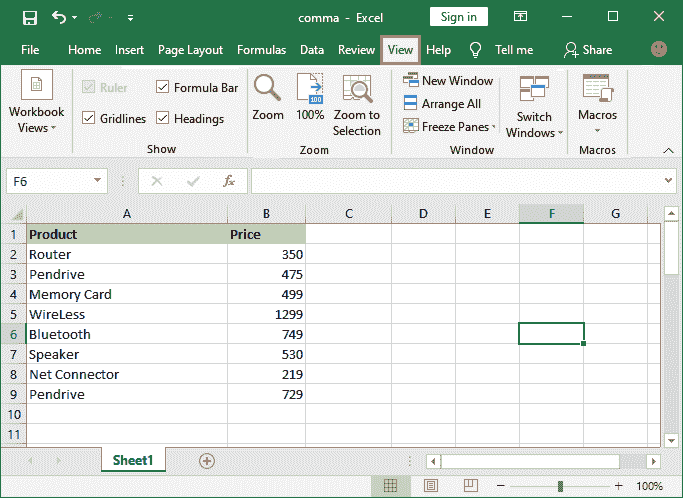 comma - Excel
Sign in
File Home Insert Page Layout Formulas Data Review View Help Tell me Share
Workbook Views
Ruler
Formula Bar
Gridlines
Headings
Show
Zoom
100
100%
Zoom to Selection
Zoom
New Window
Arrange All
Freeze Panes
Switch Windows
Window
Macros
Macros
F6
fx
A B C D E F G
1 Product Price
2 Router 350
3 Pendrive 475
4 Memory Card 499
5 WireLess 1299
6 Bluetooth 749
7 Speaker 530
8 Net Connector 219
9 Pendrive 729
10
11
Sheet1
100%